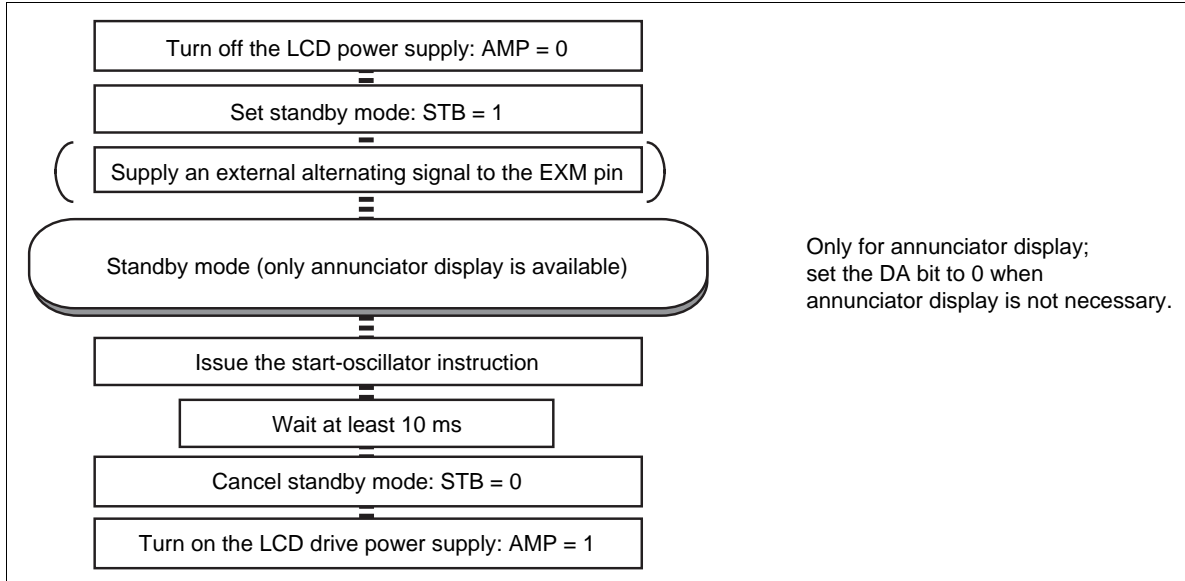 Turn off the LCD power supply: AMP = 0
Set standby mode: STB = 1
Supply an external alternating signal to the EXM pin
Standby mode (only annunciator display is available)
Only for annunciator display;
set the DA bit to 0 when
annunciator display is not necessary.
Issue the start-oscillator instruction
Wait at least 10 ms
Cancel standby mode: STB = 0
Turn on the LCD drive power supply: AMP = 1